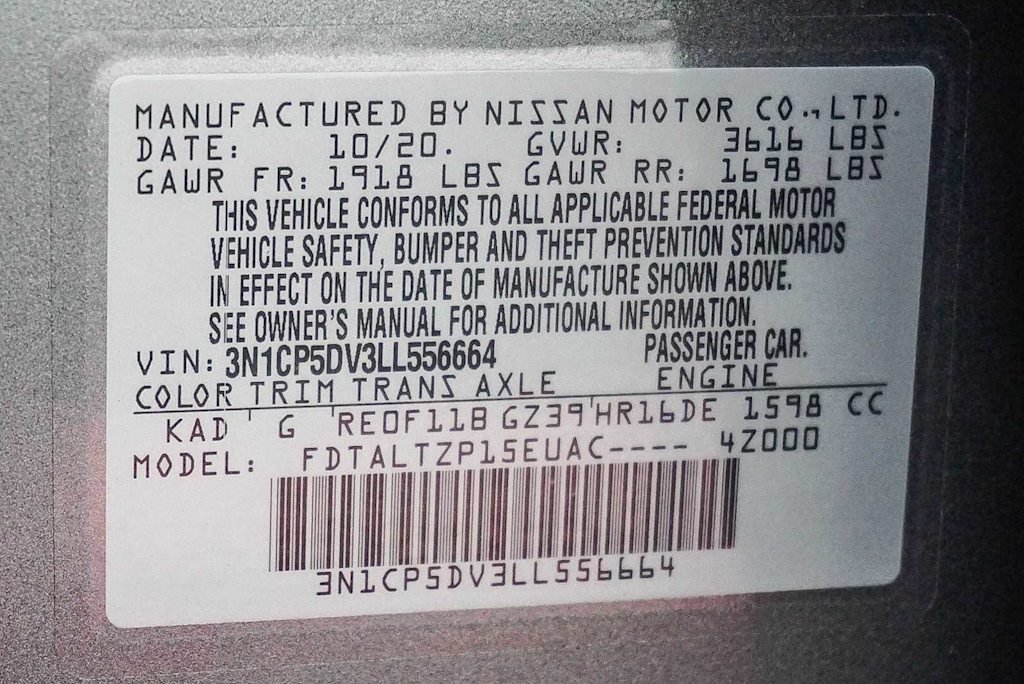 MANUFACTURED BY NISSAN MOTOR CO., LTD.
DATE: 10/20. GVWR: 3616 LBS
GAWR FR: 1918 LBS GAWR RR: 1698 LBS
THIS VEHICLE CONFORMS TO ALL APPLICABLE FEDERAL MOTOR
VEHICLE SAFETY, BUMPER AND THEFT PREVENTION STANDARDS
IN EFFECT ON THE DATE OF MANUFACTURE SHOWN ABOVE.
SEE OWNER'S MANUAL FOR ADDITIONAL INFORMATION.
VIN: 3N1CP5DV3LL556664 PASSENGER CAR.
COLOR TRIM TRANS AXLE ENGINE
KAD G RE0F11B GZ39 HR16DE 1598 CC
MODEL: FDTALTZP15EUAC---- 4Z000
3N1CP5DV3LL556664